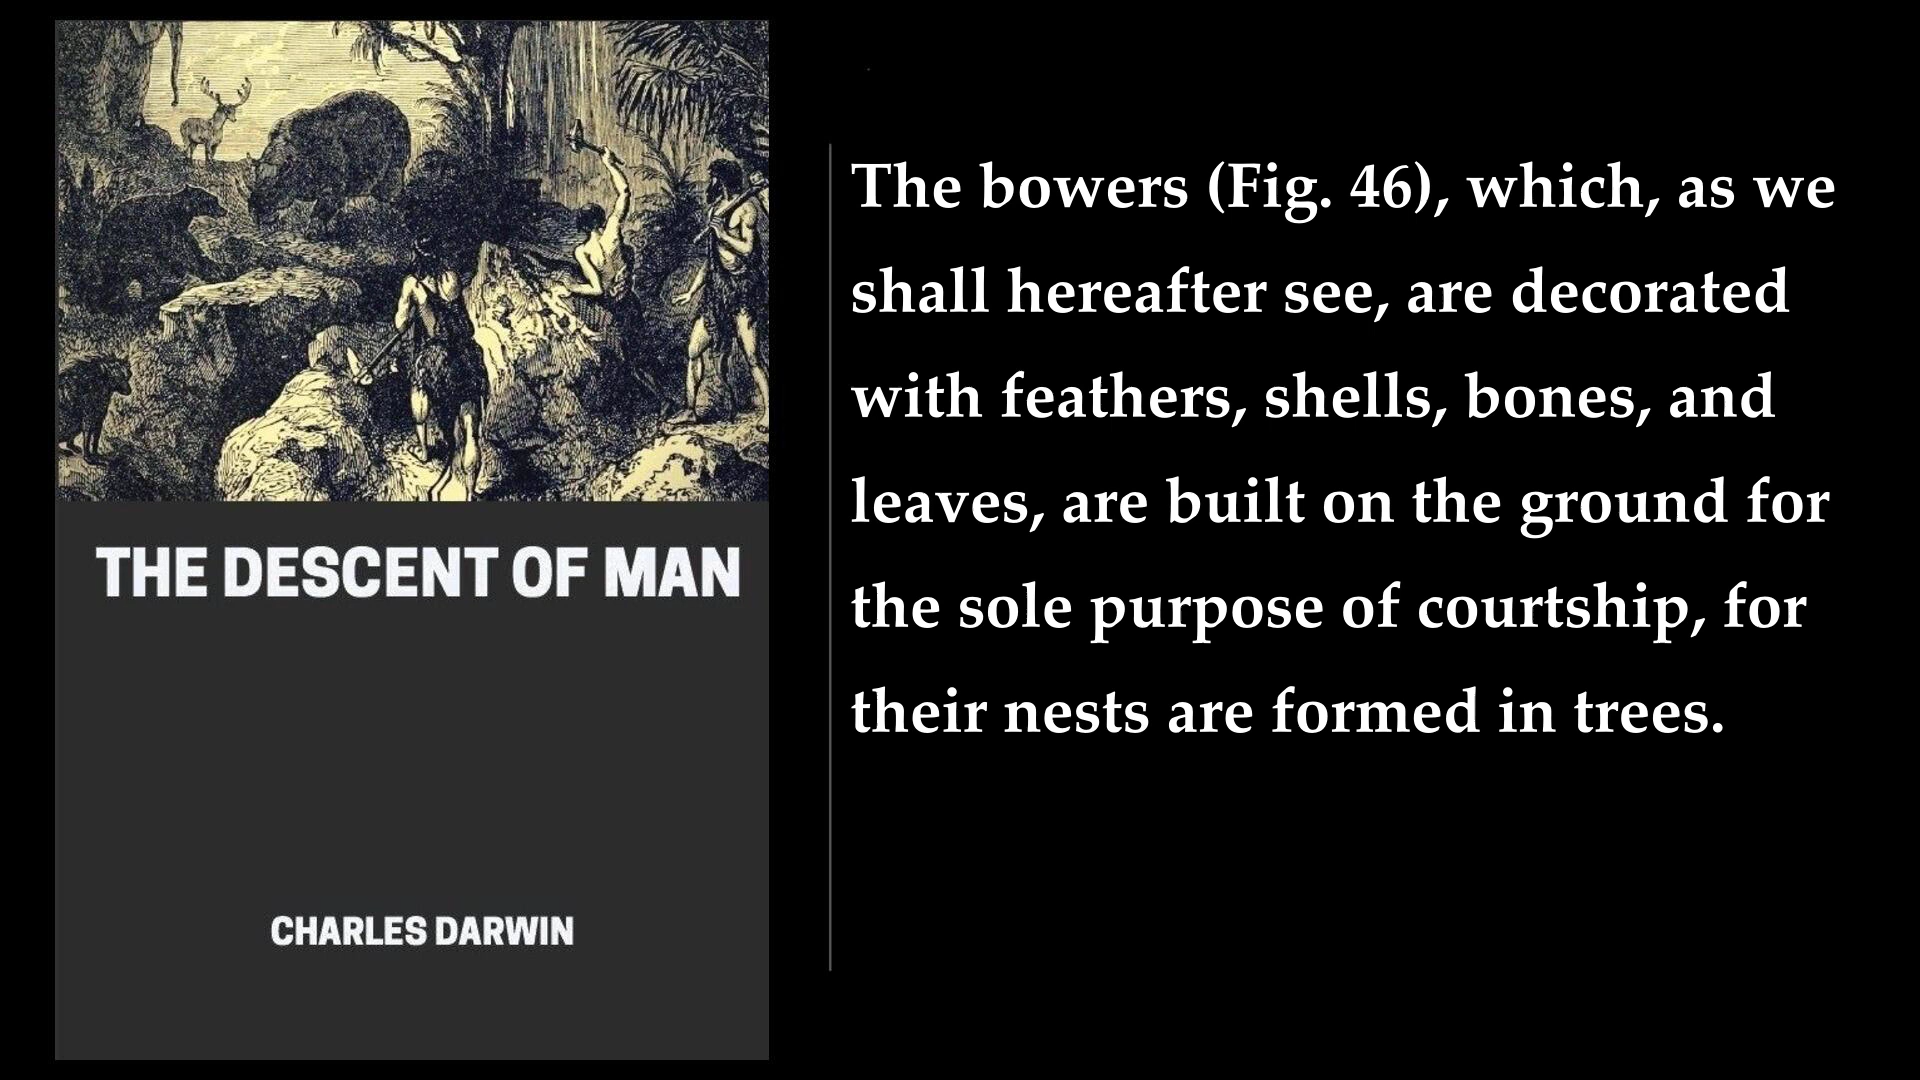 THE DESCENT OF MAN
CHARLES DARWIN
The bowers (Fig. 46), which, as we
shall hereafter see, are decorated
with feathers, shells, bones, and
leaves, are built on the ground for
the sole purpose of courtship, for
their nests are formed in trees.